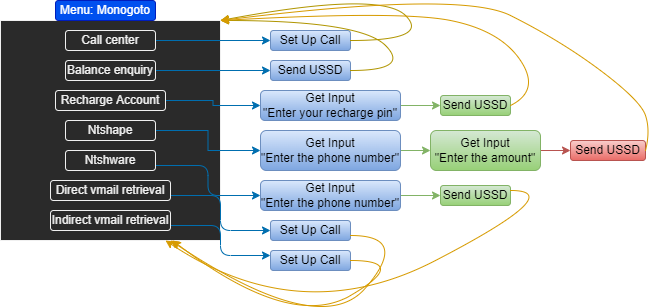 Menu: Monogoto
Call center
Set Up Call
Balance enquiry
Send USSD
Recharge Account
Get Input
"Enter your recharge pin"
Send USSD
Ntshape
Get Input
"Enter the phone number"
Get Input
"Enter the amount"
Send USSD
Ntshware
Direct vmail retrieval
Get Input
"Enter the phone number"
Send USSD
Indirect vmail retrieval
Set Up Call
Set Up Call